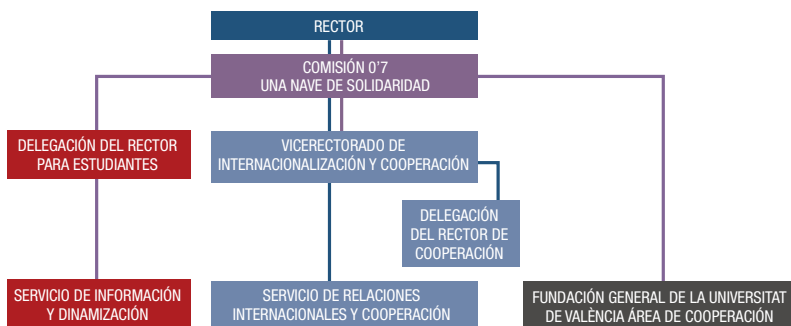 RECTOR
COMISIÓN 0'7
UNA NAVE DE SOLIDARIDAD
DELEGACIÓN DEL RECTOR
PARA ESTUDIANTES
VICERECTORADO DE
INTERNACIONALIZACIÓN Y COOPERACIÓN
DELEGACIÓN
DEL RECTOR DE
COOPERACIÓN
SERVICIO DE INFORMACIÓN
Y DINAMIZACIÓN
SERVICIO DE RELACIONES
INTERNACIONALES Y COOPERACIÓN
FUNDACIÓN GENERAL DE LA UNIVERSITAT
DE VALÈNCIA ÁREA DE COOPERACIÓN